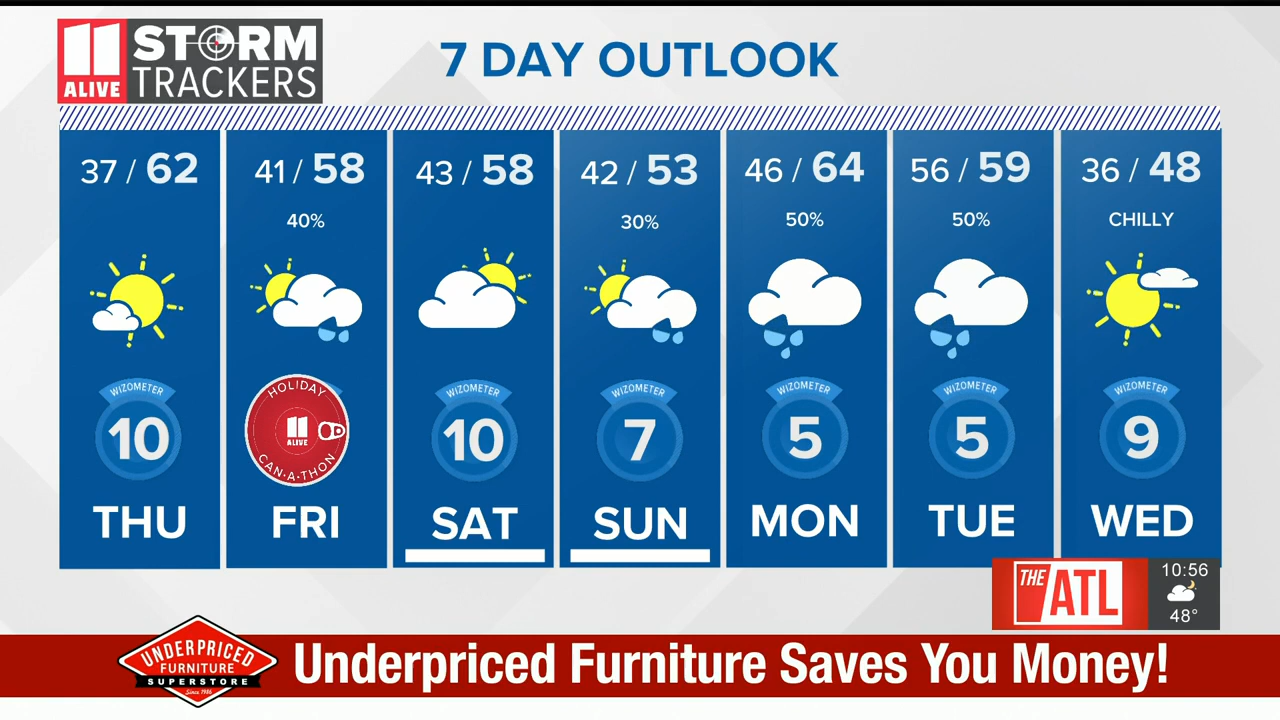 11 ALIVE
STORM
TRACKERS
7 DAY OUTLOOK
37 / 62
WIZOMETER
10
THU
41 / 58
40%
HOLIDAY
11 ALIVE
CAN·A·THON
FRI
43 / 58
WIZOMETER
10
SAT
42 / 53
30%
WIZOMETER
7
SUN
46 / 64
50%
WIZOMETER
5
MON
56 / 59
50%
WIZOMETER
5
TUE
36 / 48
CHILLY
WIZOMETER
9
WED
THE ATL
10:56
48°
UNDERPRICED
FURNITURE
SUPERSTORE
Since 1986
Underpriced Furniture Saves You Money!